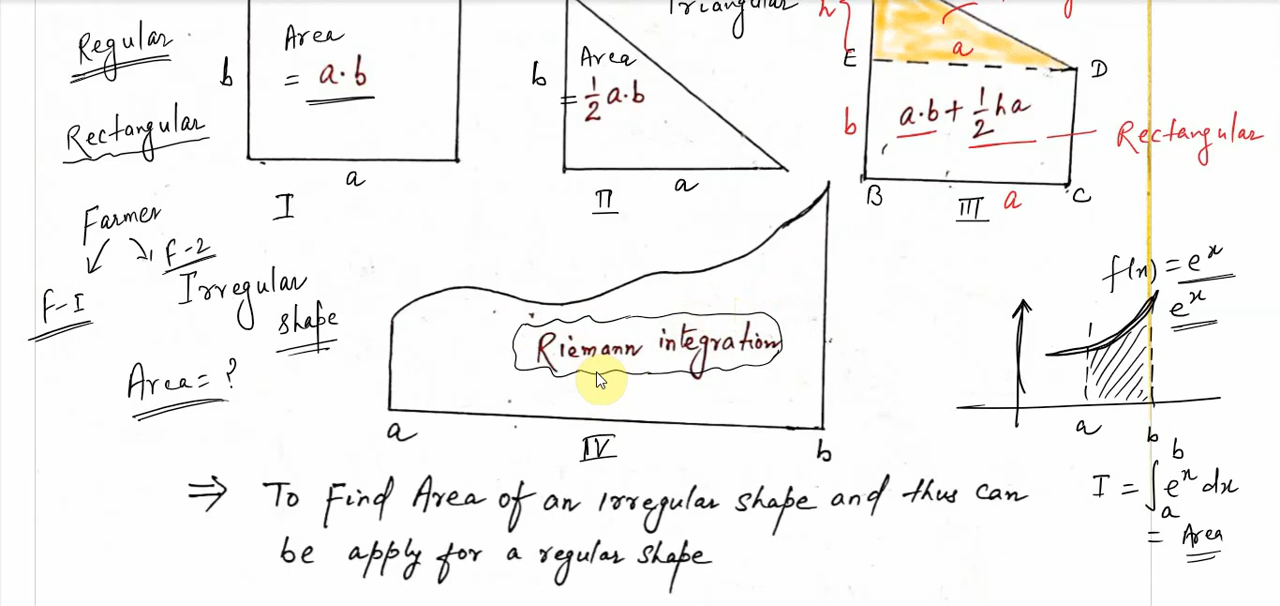 Triangular
h
Regular
Area
= a.b
b
a
I
Area
= 1/2 a.b
b
a
II
E
a
D
b
a.b + 1/2 ha
Rectangular
B
a
C
III
Rectangular
Farmer
F-I
F-2
Irregular
shape
Area = ?
Riemann integration
a
b
IV
f(x) = e^x
e^x
a
b
I = ∫_a^b e^x dx
= Area
⇒ To Find Area of an irregular shape and thus can
be apply for a regular shape